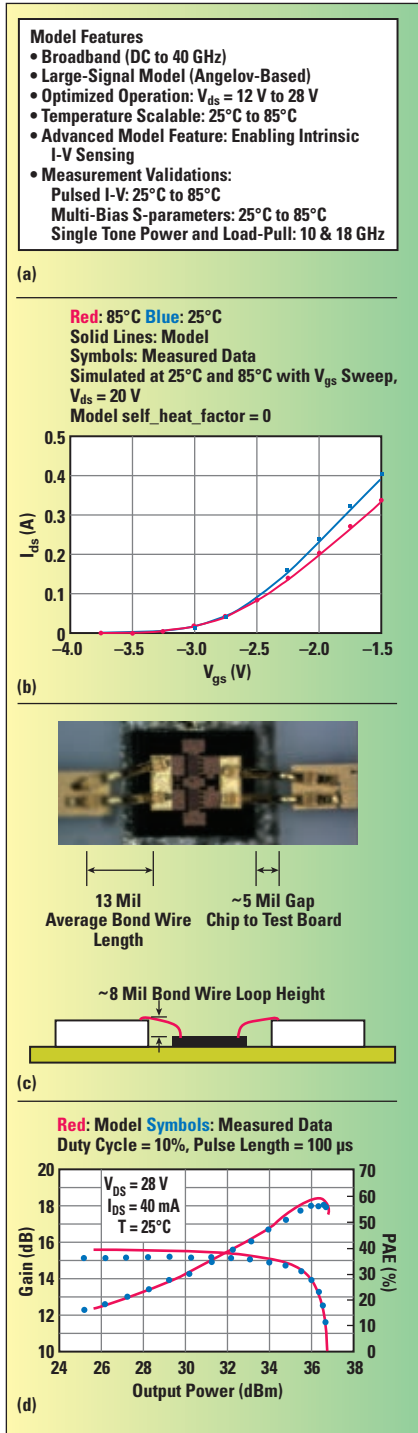 Model Features
• Broadband (DC to 40 GHz)
• Large-Signal Model (Angelov-Based)
• Optimized Operation: Vds = 12 V to 28 V
• Temperature Scalable: 25°C to 85°C
• Advanced Model Feature: Enabling Intrinsic
I-V Sensing
• Measurement Validations:
Pulsed I-V: 25°C to 85°C
Multi-Bias S-parameters: 25°C to 85°C
Single Tone Power and Load-Pull: 10 & 18 GHz
(a)
Red: 85°C Blue: 25°C
Solid Lines: Model
Symbols: Measured Data
Simulated at 25°C and 85°C with Vgs Sweep,
Vds = 20 V
Model self_heat_factor = 0
Ids (A)
0.5
0.4
0.3
0.2
0.1
0
–4.0 –3.5 –3.0 –2.5 –2.0 –1.5
Vgs (V)
(b)
13 Mil
Average Bond Wire
Length
~5 Mil Gap
Chip to Test Board
~8 Mil Bond Wire Loop Height
(c)
Red: Model Symbols: Measured Data
Duty Cycle = 10%, Pulse Length = 100 µs
VDS = 28 V
IDS = 40 mA
T = 25°C
Gain (dB)
20
18
16
14
12
10
PAE (%)
70
60
50
40
30
20
10
0
24 26 28 30 32 34 36 38
Output Power (dBm)
(d)